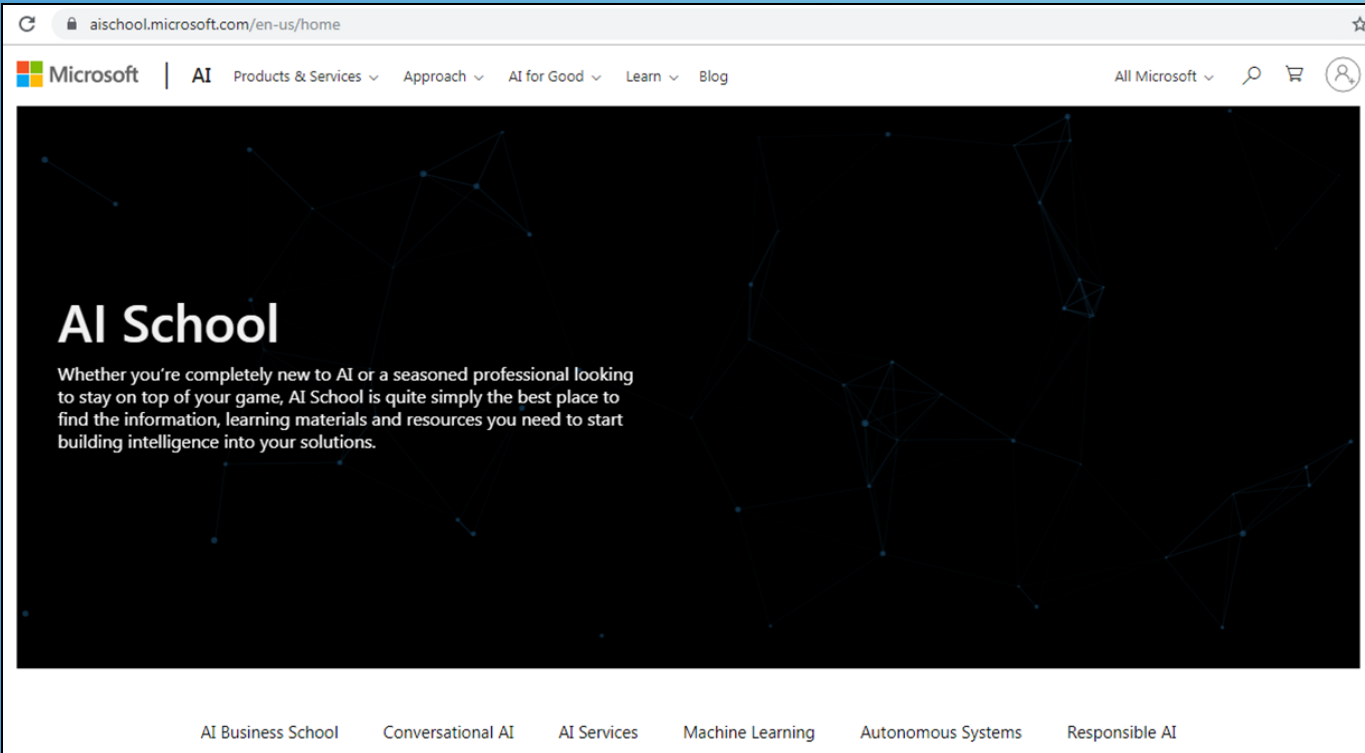 aischool.microsoft.com/en-us/home
Microsoft | AI Products & Services Approach AI for Good Learn Blog All Microsoft
AI School
Whether you're completely new to AI or a seasoned professional looking
to stay on top of your game, AI School is quite simply the best place to
find the information, learning materials and resources you need to start
building intelligence into your solutions.
AI Business School Conversational AI AI Services Machine Learning Autonomous Systems Responsible AI